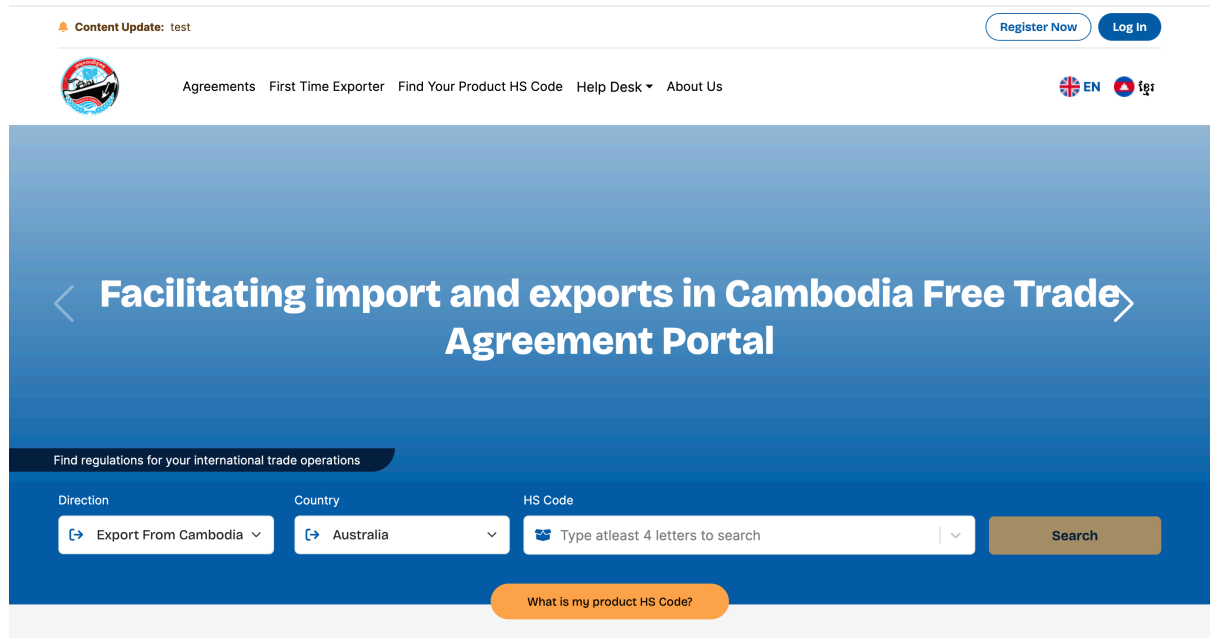 Content Update: test
Register Now
Log In
Agreements
First Time Exporter
Find Your Product HS Code
Help Desk
About Us
EN
ខ្មែរ
Facilitating import and exports in Cambodia Free Trade
Agreement Portal
Find regulations for your international trade operations
Direction
Country
HS Code
Export From Cambodia
Australia
Type atleast 4 letters to search
Search
What is my product HS Code?